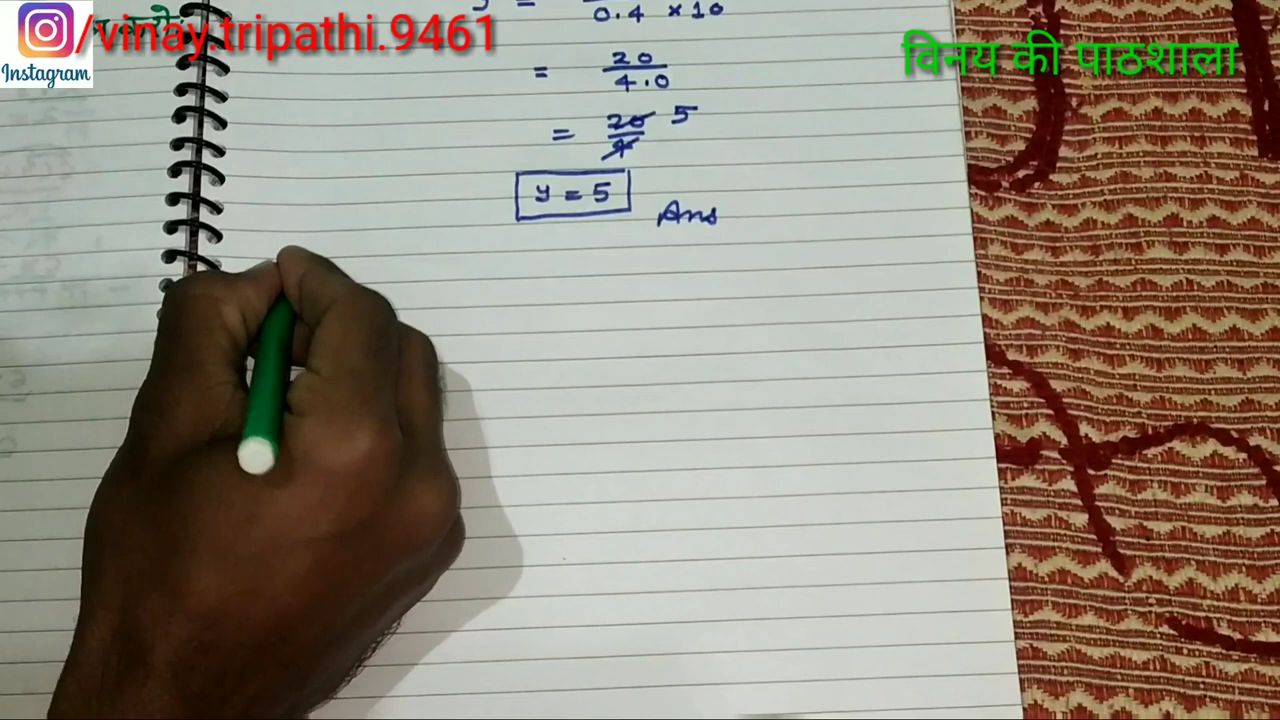 /vinay.tripathi.9461
Instagram
विनय की पाठशाला
0.4 × 10
= 20/4.0
= 20/4 5
y = 5
Ans